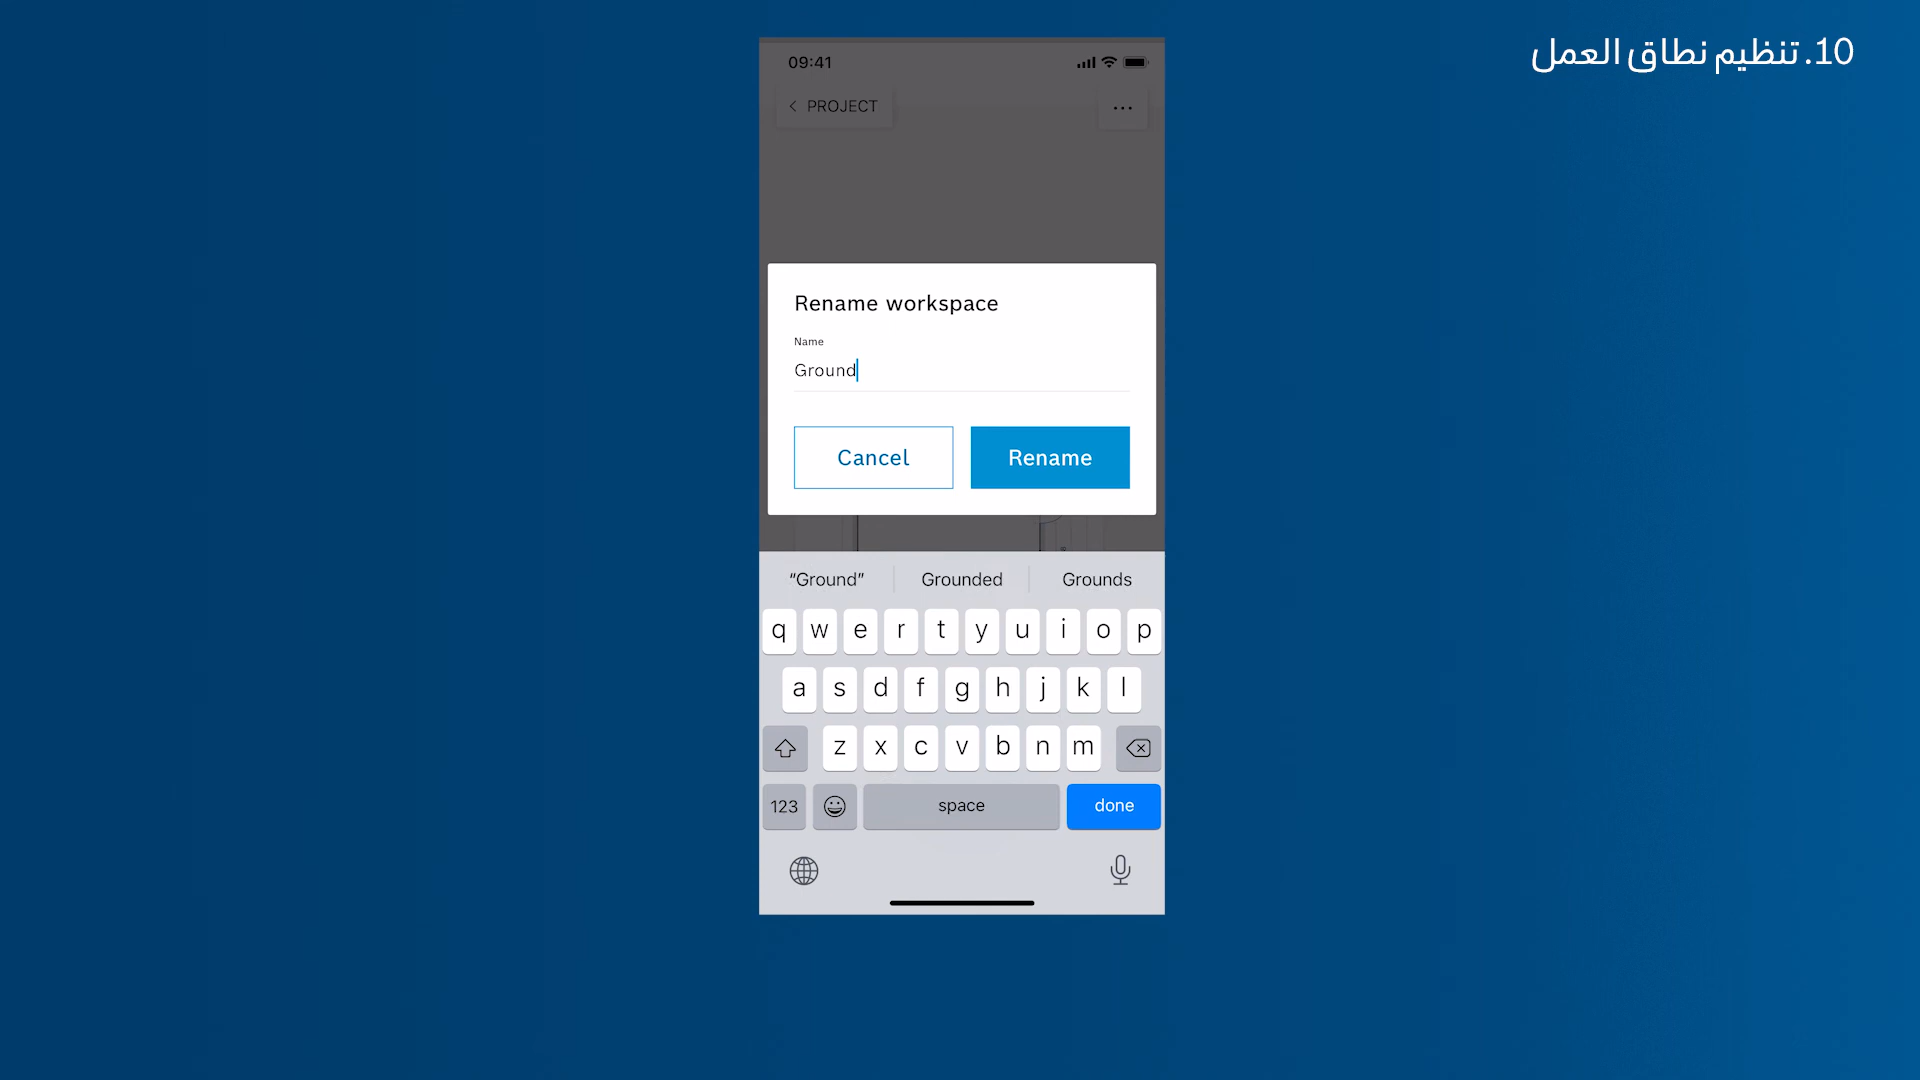 10. تنظيم نطاق العمل
09:41
PROJECT
Rename workspace
Name
Ground
Cancel
Rename
“Ground”
Grounded
Grounds
q w e r t y u i o p
a s d f g h j k l
z x c v b n m
123
space
done